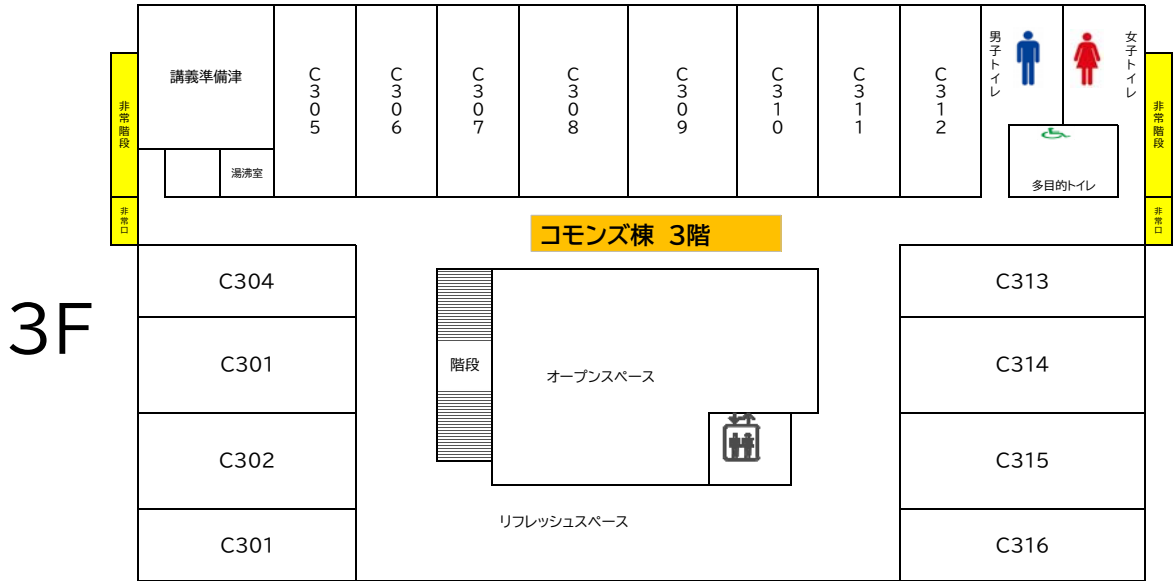 講義準備津
C305
C306
C307
C308
C309
C310
C311
C312
男子トイレ
女子トイレ
非常階段
非常階段
湯沸室
多目的トイレ
非常口
非常口
コモンズ棟 3階
C304
C313
3F
C301
階段
オープンスペース
C314
C302
C315
リフレッシュスペース
C301
C316